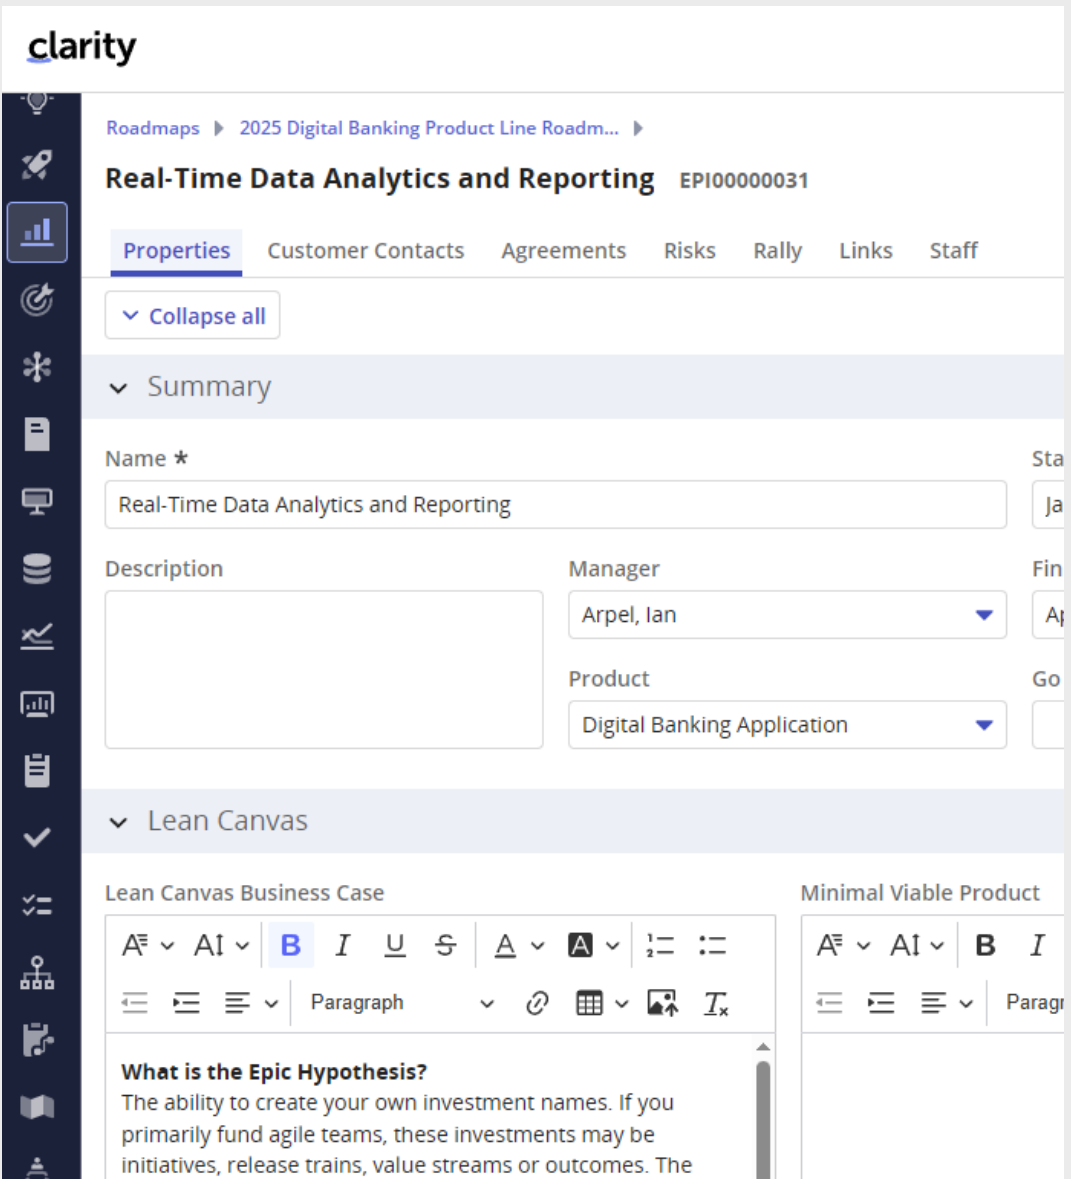 clarity
Roadmaps 2025 Digital Banking Product Line Roadm...
Real-Time Data Analytics and Reporting EPI00000031
Properties Customer Contacts Agreements Risks Rally Links Staff
Collapse all
Summary
Name * Sta
Real-Time Data Analytics and Reporting Ja
Description Manager Fin
Arpel, Ian Ap
Product Go
Digital Banking Application
Lean Canvas
Lean Canvas Business Case Minimal Viable Product
B I U S A A B I
Paragraph Paragr
What is the Epic Hypothesis?
The ability to create your own investment names. If you
primarily fund agile teams, these investments may be
initiatives, release trains, value streams or outcomes. The